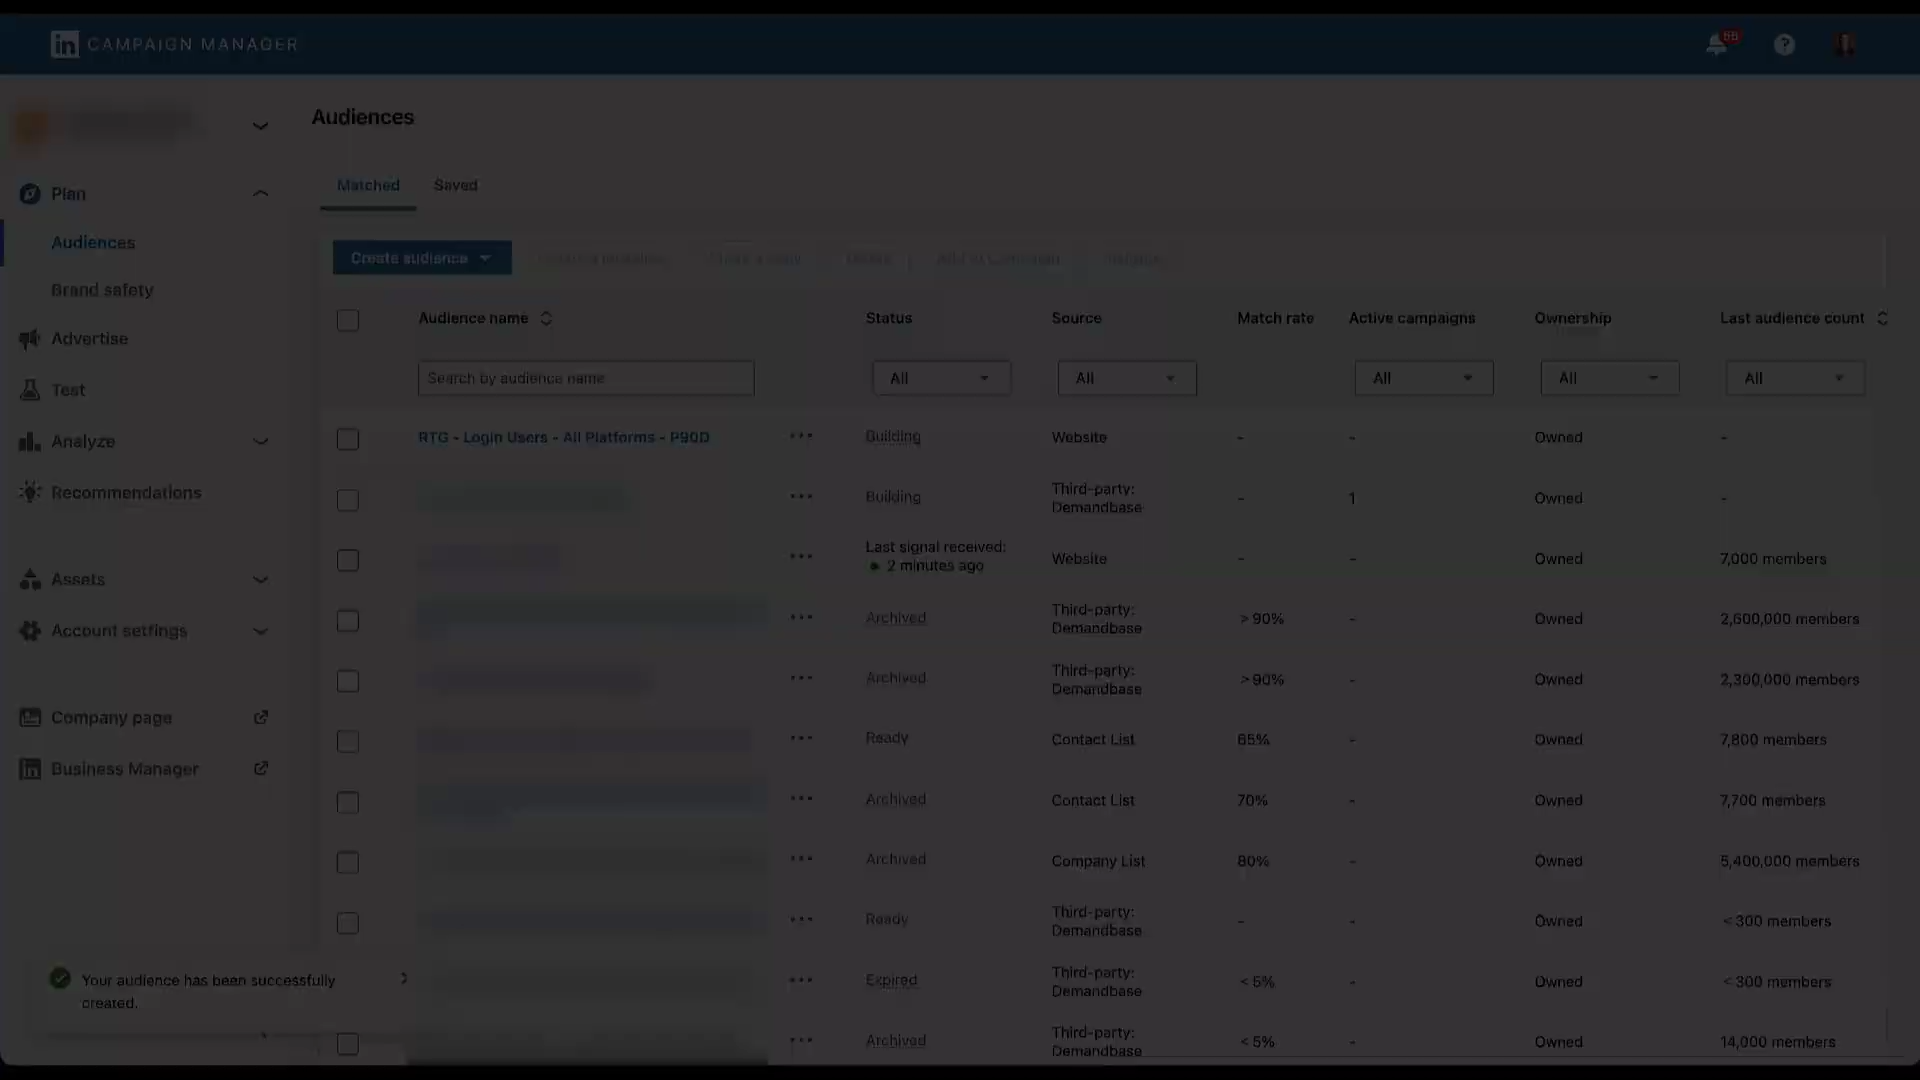 in CAMPAIGN MANAGER
Audiences
Plan
Audiences
Brand safety
Advertise
Test
Analyze
Recommendations
Assets
Account settings
Company page
Business Manager
Matched Saved
Create audience
Delete
Audience name Status Source Match rate Active campaigns Ownership Last audience count
Search by audience name All All All All All
RTG - Login Users - All Platforms - P90D ... Building Website - - Owned -
... Building Third-party: Demandbase - 1 Owned -
... Last signal received: 2 minutes ago Website - - Owned 7,000 members
... Archived Third-party: Demandbase > 90% - Owned 2,600,000 members
... Archived Third-party: Demandbase > 90% - Owned 2,300,000 members
... Ready Contact List 65% - Owned 7,800 members
... Archived Contact List 70% - Owned 7,700 members
... Archived Company List 80% - Owned 5,400,000 members
... Ready Third-party: Demandbase - - Owned < 300 members
... Expired Third-party: Demandbase < 5% - Owned < 300 members
... Archived Third-party: Demandbase < 5% - Owned 14,000 members
Your audience has been successfully
created.